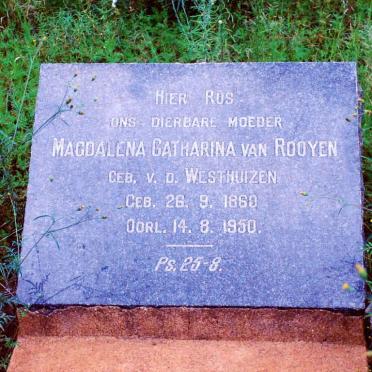 HIER RUS
ONS DIERBARE MOEDER
MAGDALENA CATHARINA VAN ROOYEN
GEB. V. D. WESTHUIZEN
GEB. 26. 9. 1860
OORL. 14. 8. 1950.
Ps. 25-8.